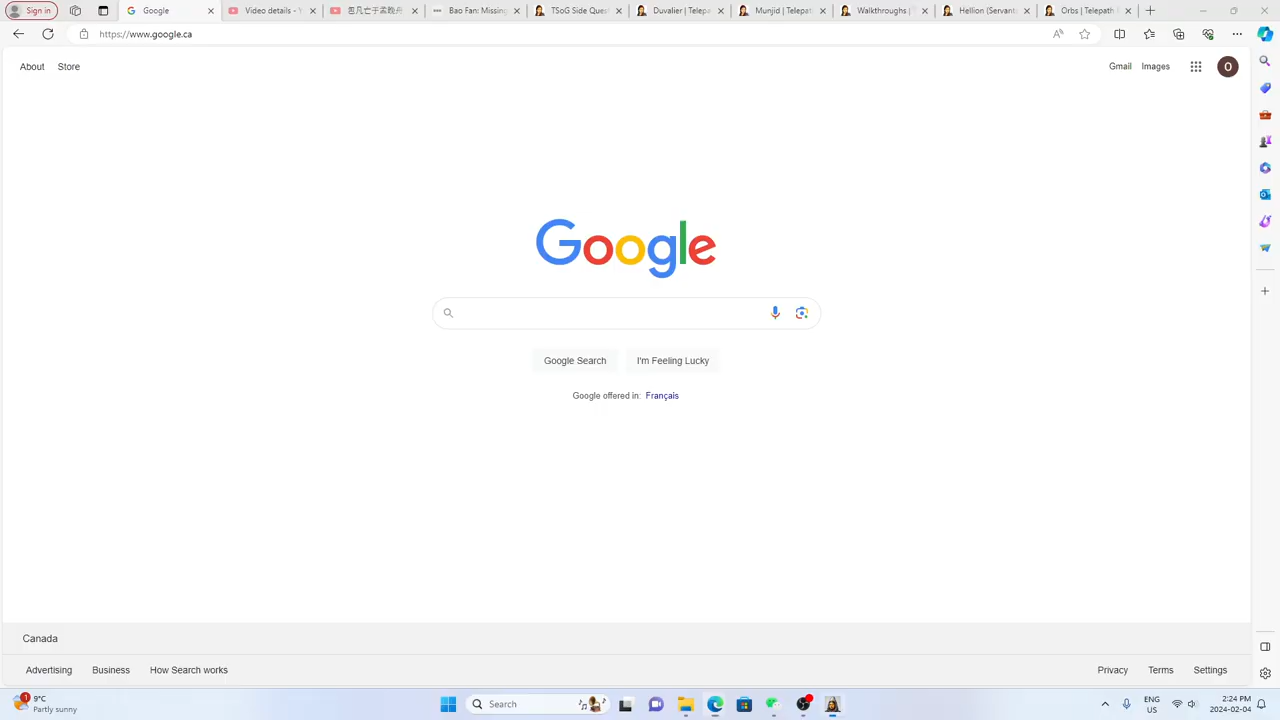 Sign in
Google
Video details - Y
Bao Fan: Missing
TSoG Side Quest
Duvalier | Telepa
Munjid | Telepat
Walkthroughs |
Hellion (Servant
Orbs | Telepath
https://www.google.ca
About Store
Gmail Images O
Google
Google Search I'm Feeling Lucky
Google offered in: Français
Canada
Advertising Business How Search works
Privacy Terms Settings
1 9°C
Partly sunny
Search
ENG
US
2:24 PM
2024-02-04